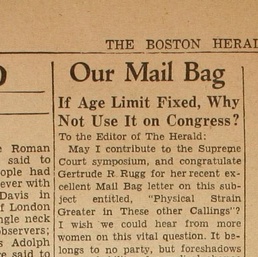 THE BOSTON HERAL
Our Mail Bag
If Age Limit Fixed, Why
Not Use It on Congress?
To the Editor of The Herald:
May I contribute to the Supreme
Court symposium, and congratulate
Gertrude R. Rugg for her recent ex-
cellent Mail Bag letter on this sub-
ject entitled, "Physical Strain
Greater in These other Callings"?
I wish we could hear from more
women on this vital question. It be-
longs to no party, but foreshadows
Roman
said to
ople had
ever with
Davis in
f London
ngle neck
observers;
s Adolph
re said to